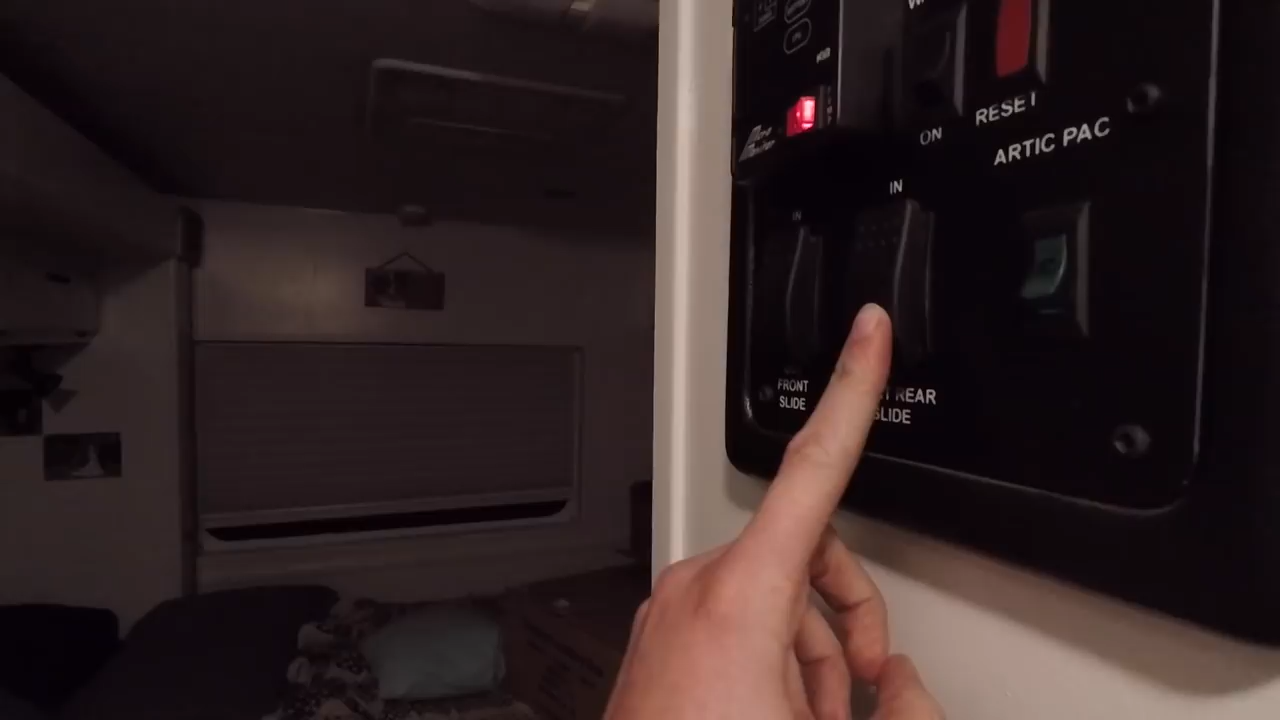 ON
RESET
ARTIC PAC
IN
IN
FRONT
SLIDE
REAR
SLIDE